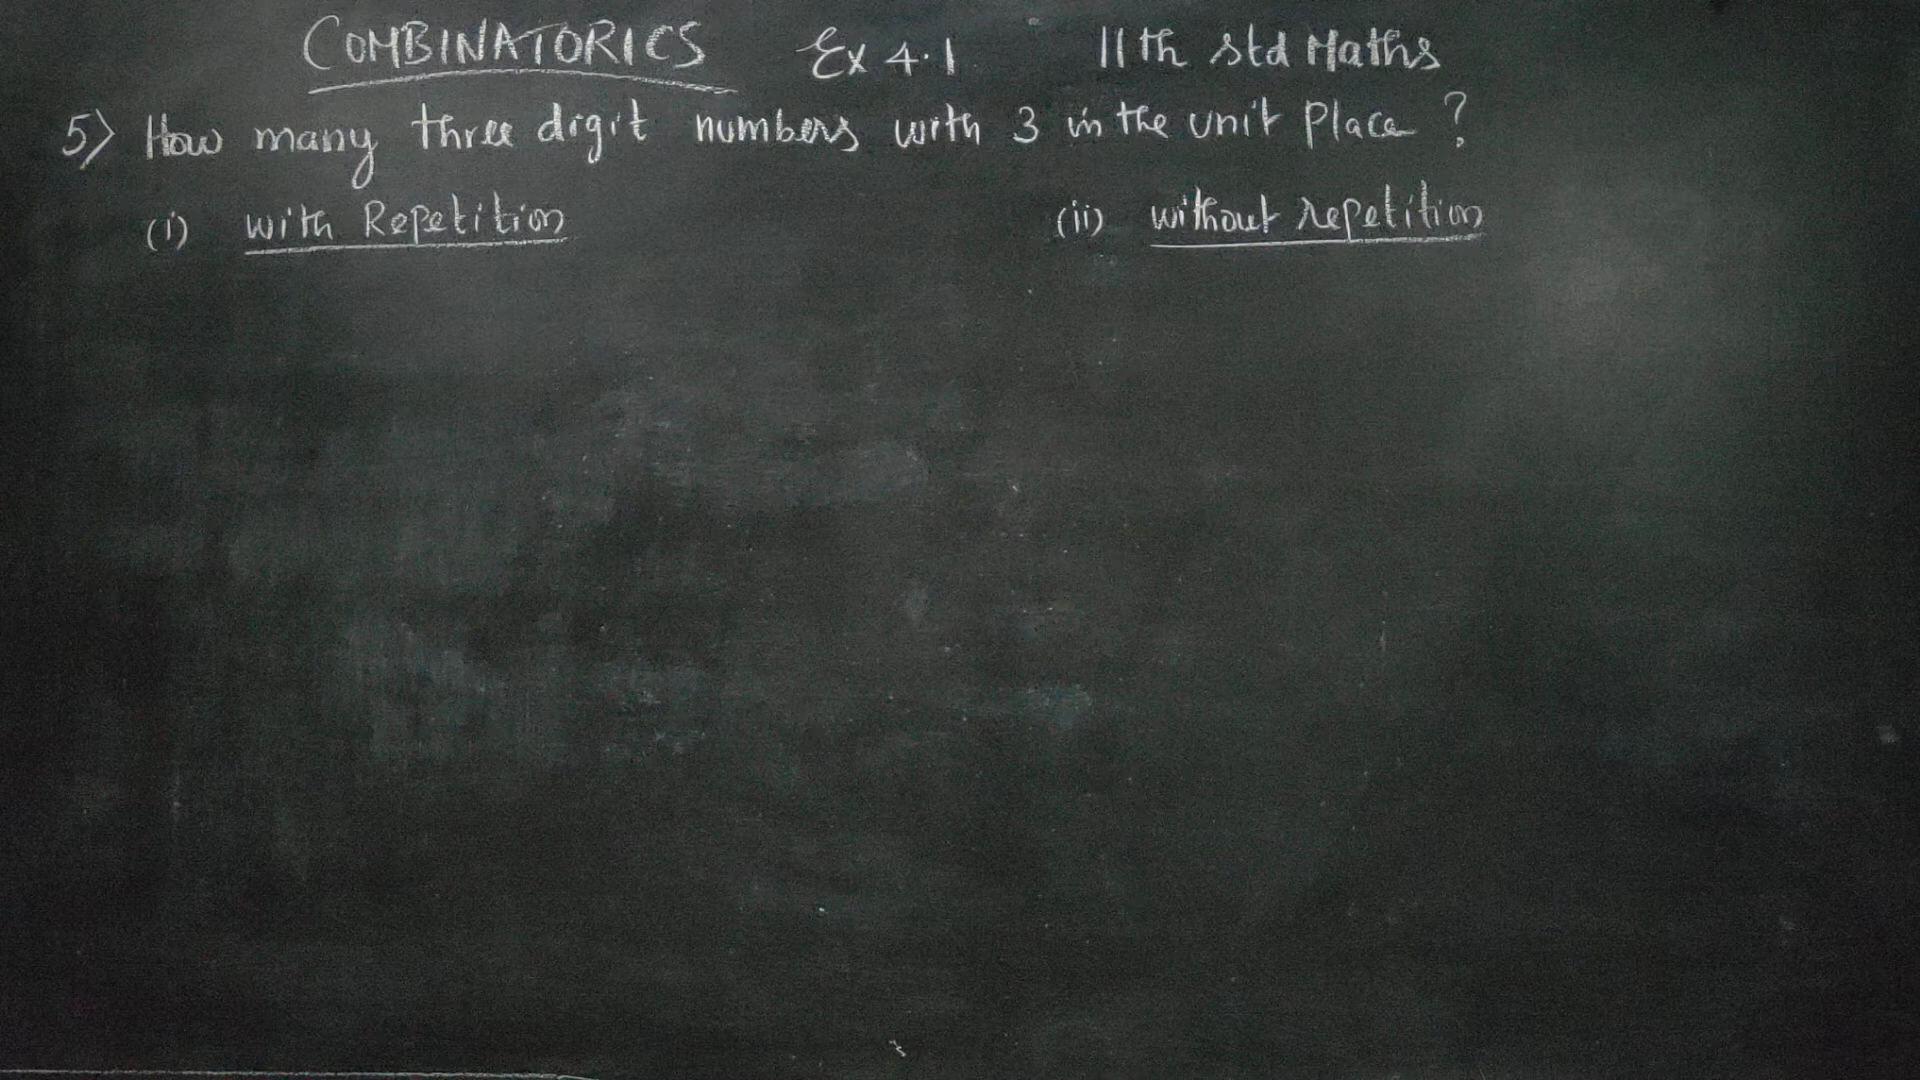 COMBINATORICS Ex 4.1 11th std Maths
5) How many three digit numbers with 3 in the unit Place ?
(i) with Repetition (ii) without repetition